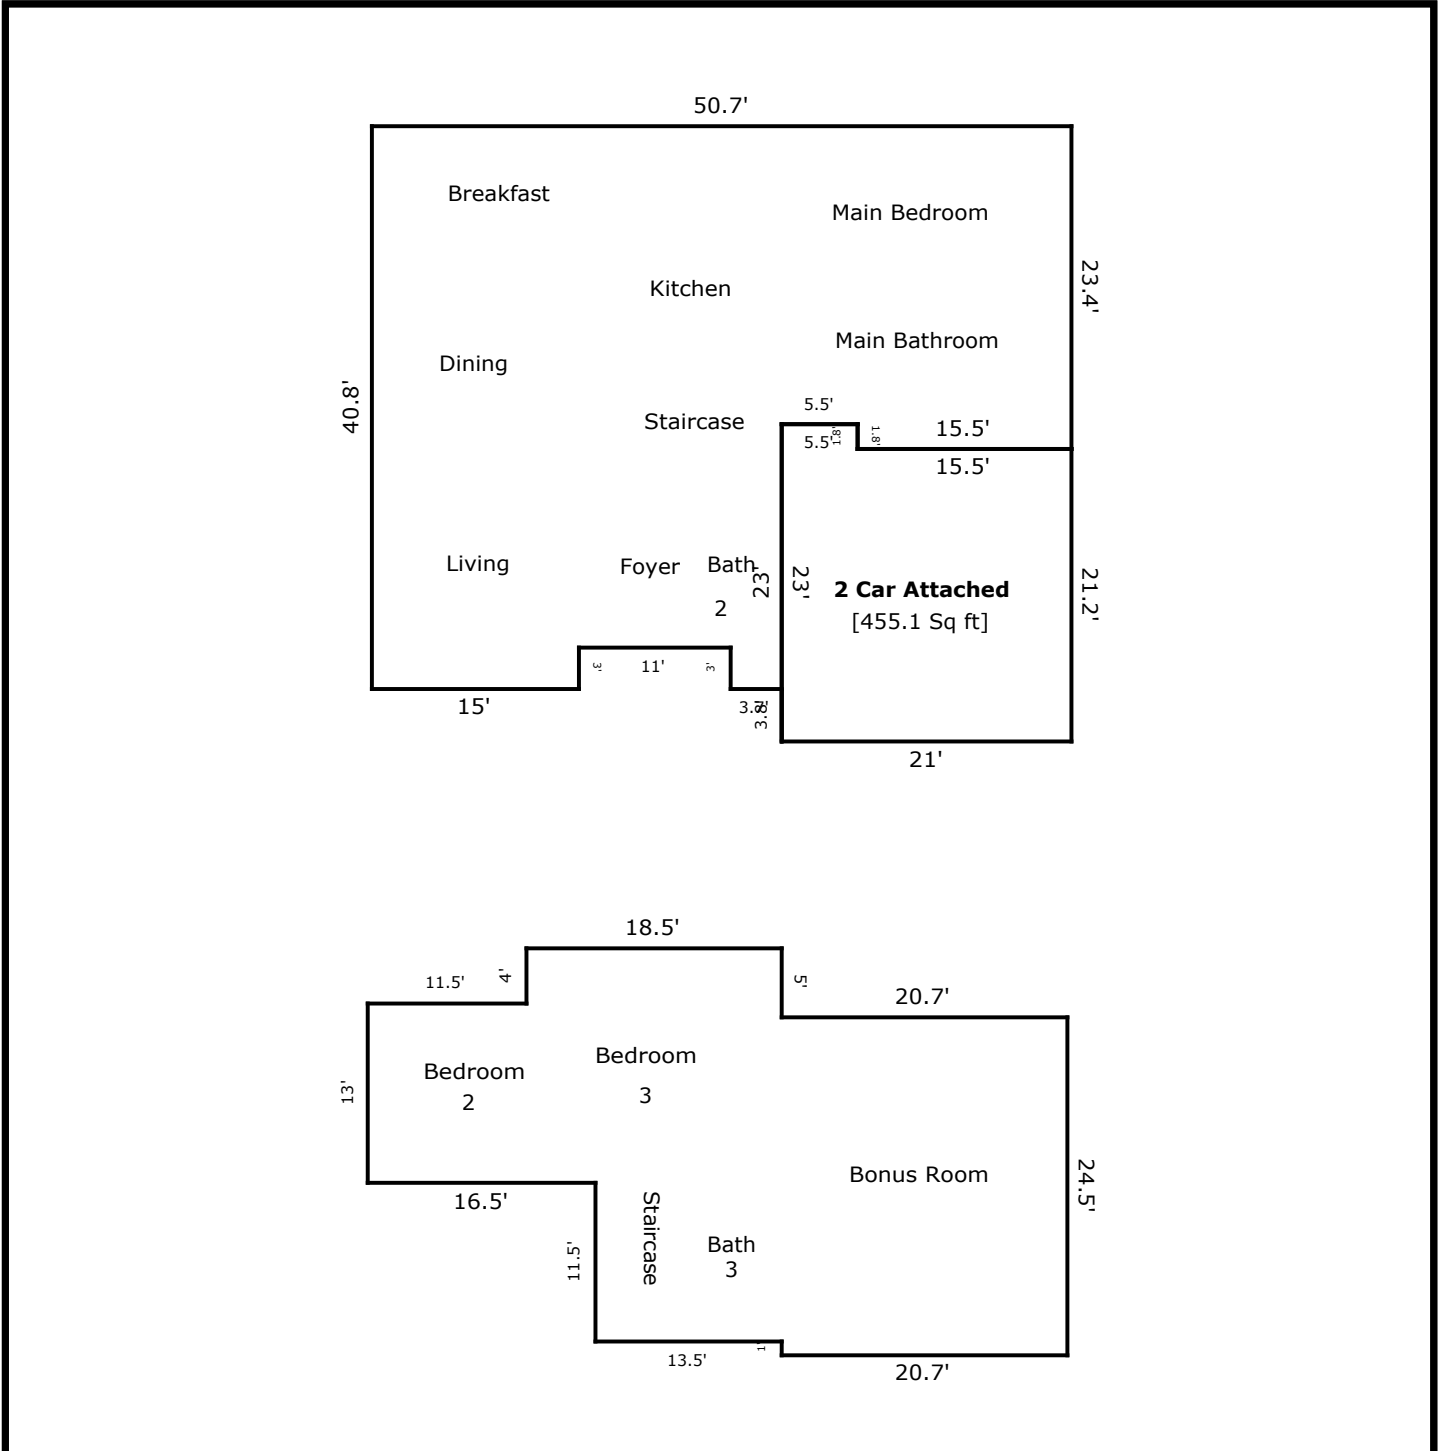 50.7'
Breakfast
Main Bedroom
23.4'
Kitchen
Main Bathroom
Dining
40.8'
5.5'
Staircase
1.8'
1.8'
15.5'
5.5'
15.5'
Living
Foyer
Bath
23'
23'
2 Car Attached
21.2'
2
[455.1 Sq ft]
3'
11'
3'
15'
3.8'
21'
18.5'
11.5'
4'
5'
20.7'
Bedroom
3
Bedroom
2
13'
Bonus Room
24.5'
16.5'
Staircase
11.5'
Bath
3
13.5'
20.7'